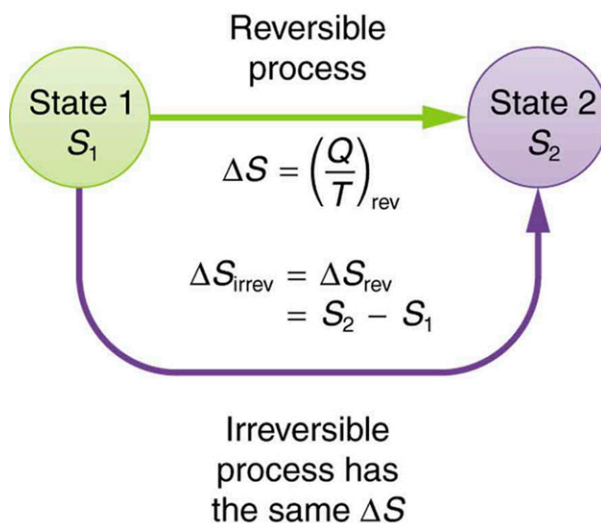 Reversible
process
State 1
S₁
State 2
S₂
ΔS = (Q/T)rev
ΔSirrev = ΔSrev
= S₂ − S₁
Irreversible
process has
the same ΔS